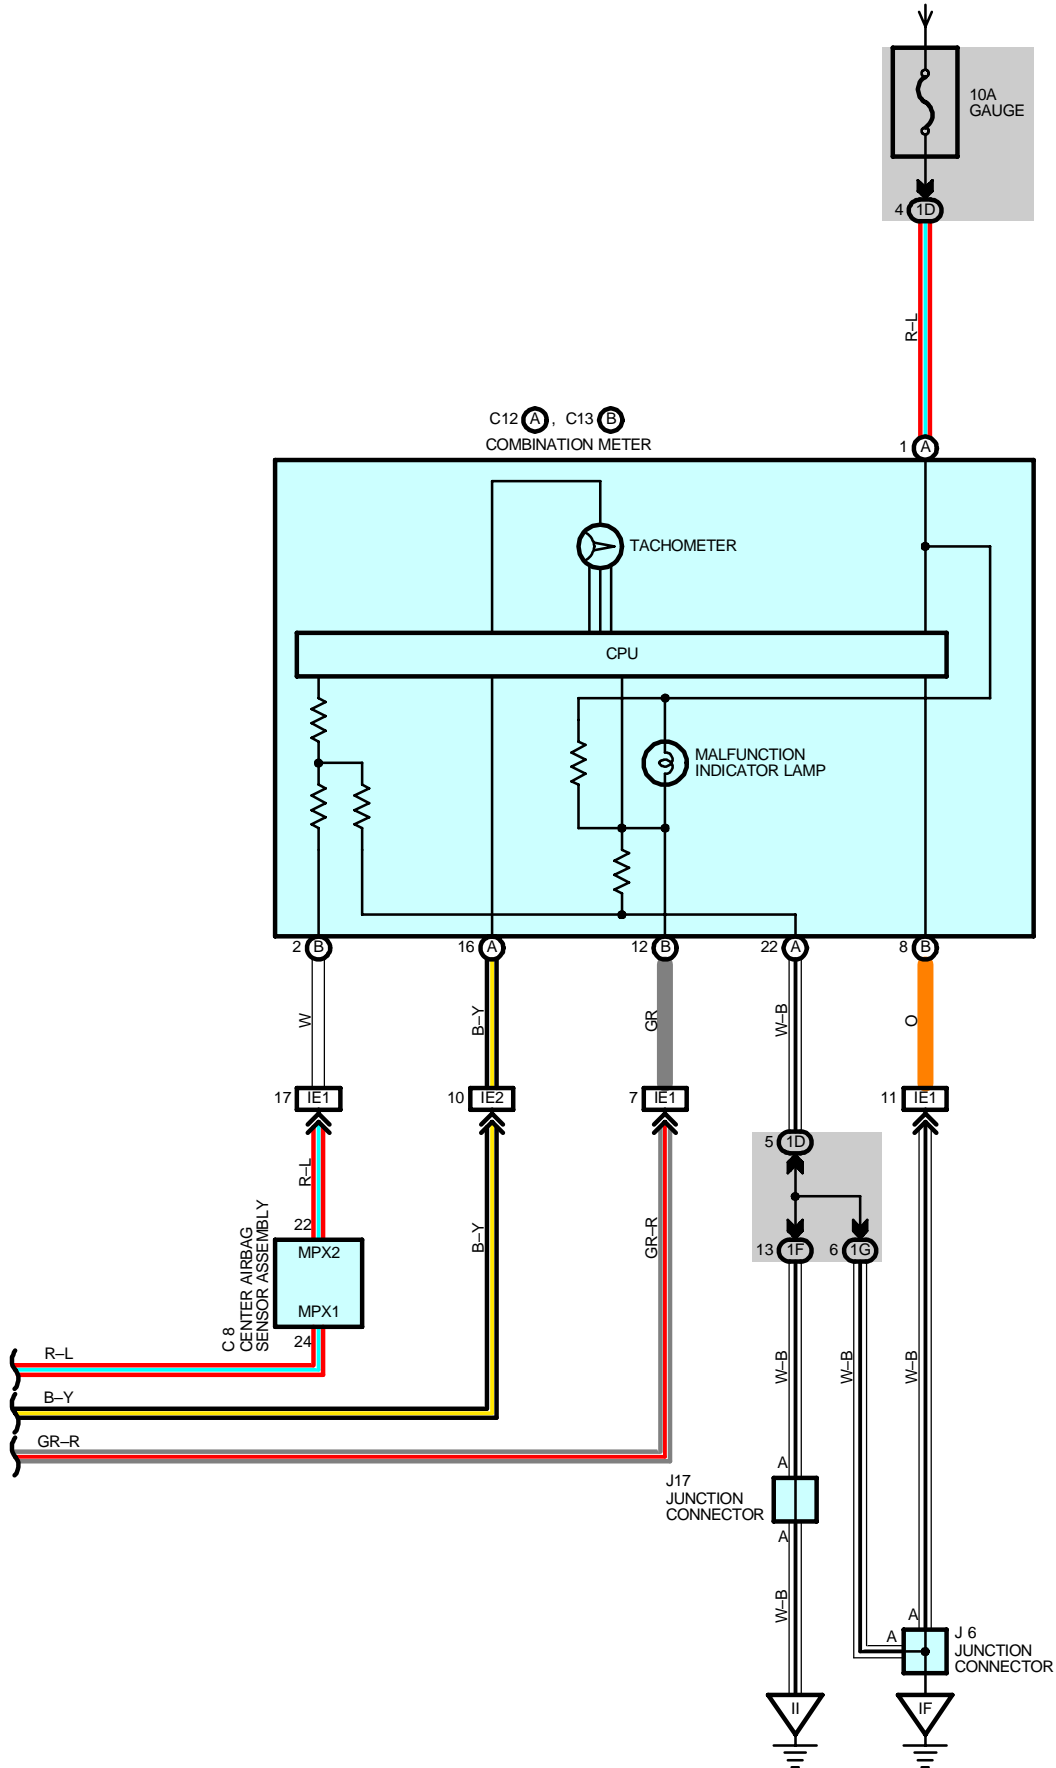 10A
GAUGE
4 1D
R–L
C12 A , C13 B
COMBINATION METER
1 A
TACHOMETER
CPU
MALFUNCTION
INDICATOR LAMP
2 B
16 A
12 B
22 A
8 B
W
B–Y
GR
W–B
O
17 IE1
10 IE2
7 IE1
11 IE1
R–L
B–Y
GR–R
5 1D
13 1F
6 1G
22
MPX2
MPX1
24
C 8
CENTER AIRBAG
SENSOR ASSEMBLY
R–L
B–Y
GR–R
W–B
W–B
W–B
A
J17
JUNCTION
CONNECTOR
A
W–B
A
A
J 6
JUNCTION
CONNECTOR
II
IF